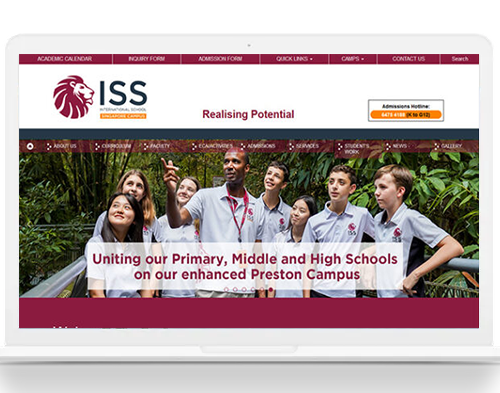 ACADEMIC CALENDAR
INQUIRY FORM
ADMISSION FORM
QUICK LINKS
CAMPS
CONTACT US
Search
ISS
INTERNATIONAL SCHOOL
SINGAPORE CAMPUS
Realising Potential
Admissions Hotline:
6475 4188 (K to G12)
ABOUT US
CURRICULUM
FACULTY
ECA/ACTIVITIES
ADMISSIONS
SERVICES
STUDENT'S
WORK
NEWS
GALLERY
Uniting our Primary, Middle and High Schools
on our enhanced Preston Campus